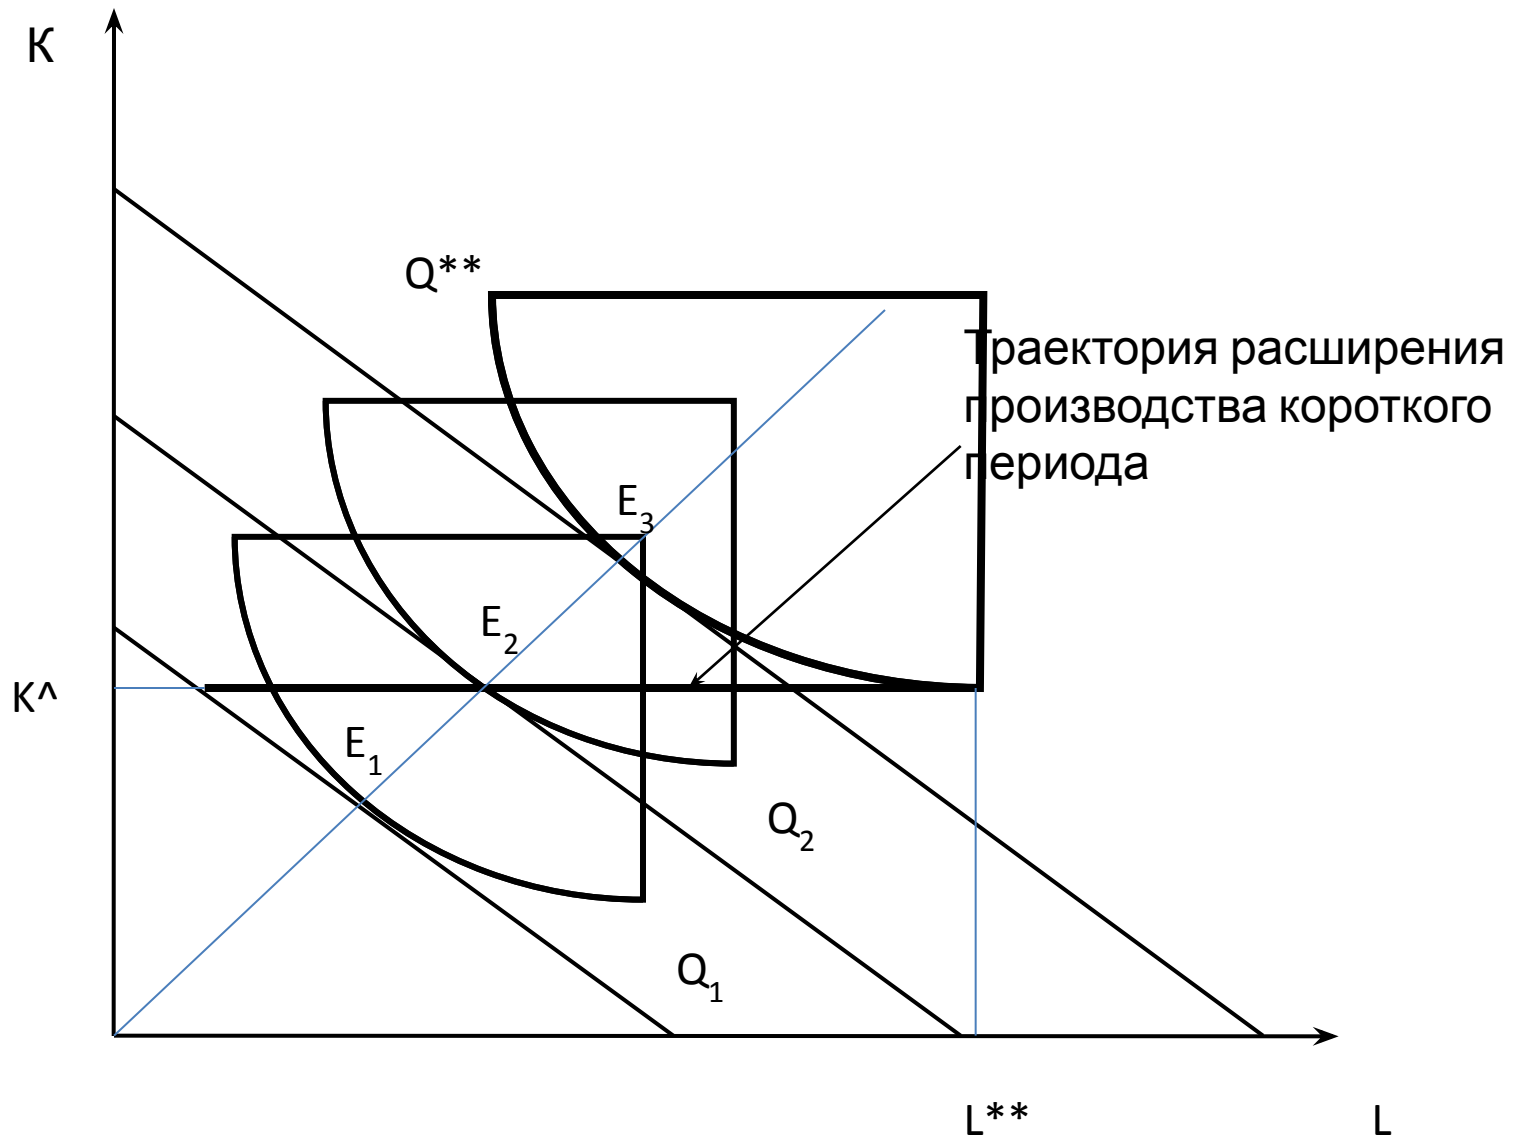 К
Q**
Траектория расширения
производства короткого
периода
E3
E2
K^
E1
Q2
Q1
L**
L